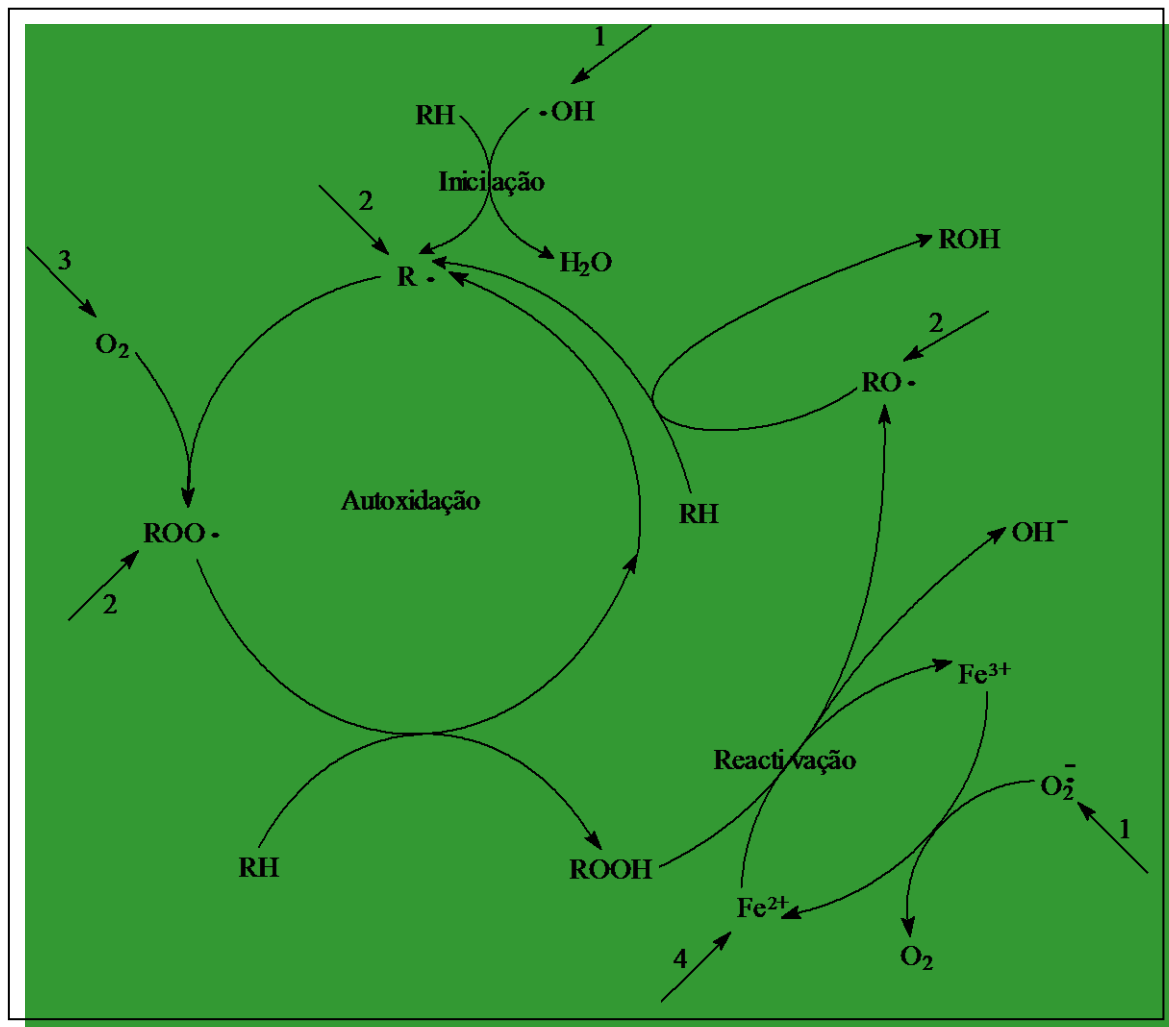 1
RH
·OH
Iniciação
2
H₂O
ROH
3
R·
2
O₂
RO·
Autoxidação
RH
ROO·
OH⁻
2
Fe³⁺
Reactivação
O₂⁻·
1
RH
ROOH
Fe²⁺
4
O₂